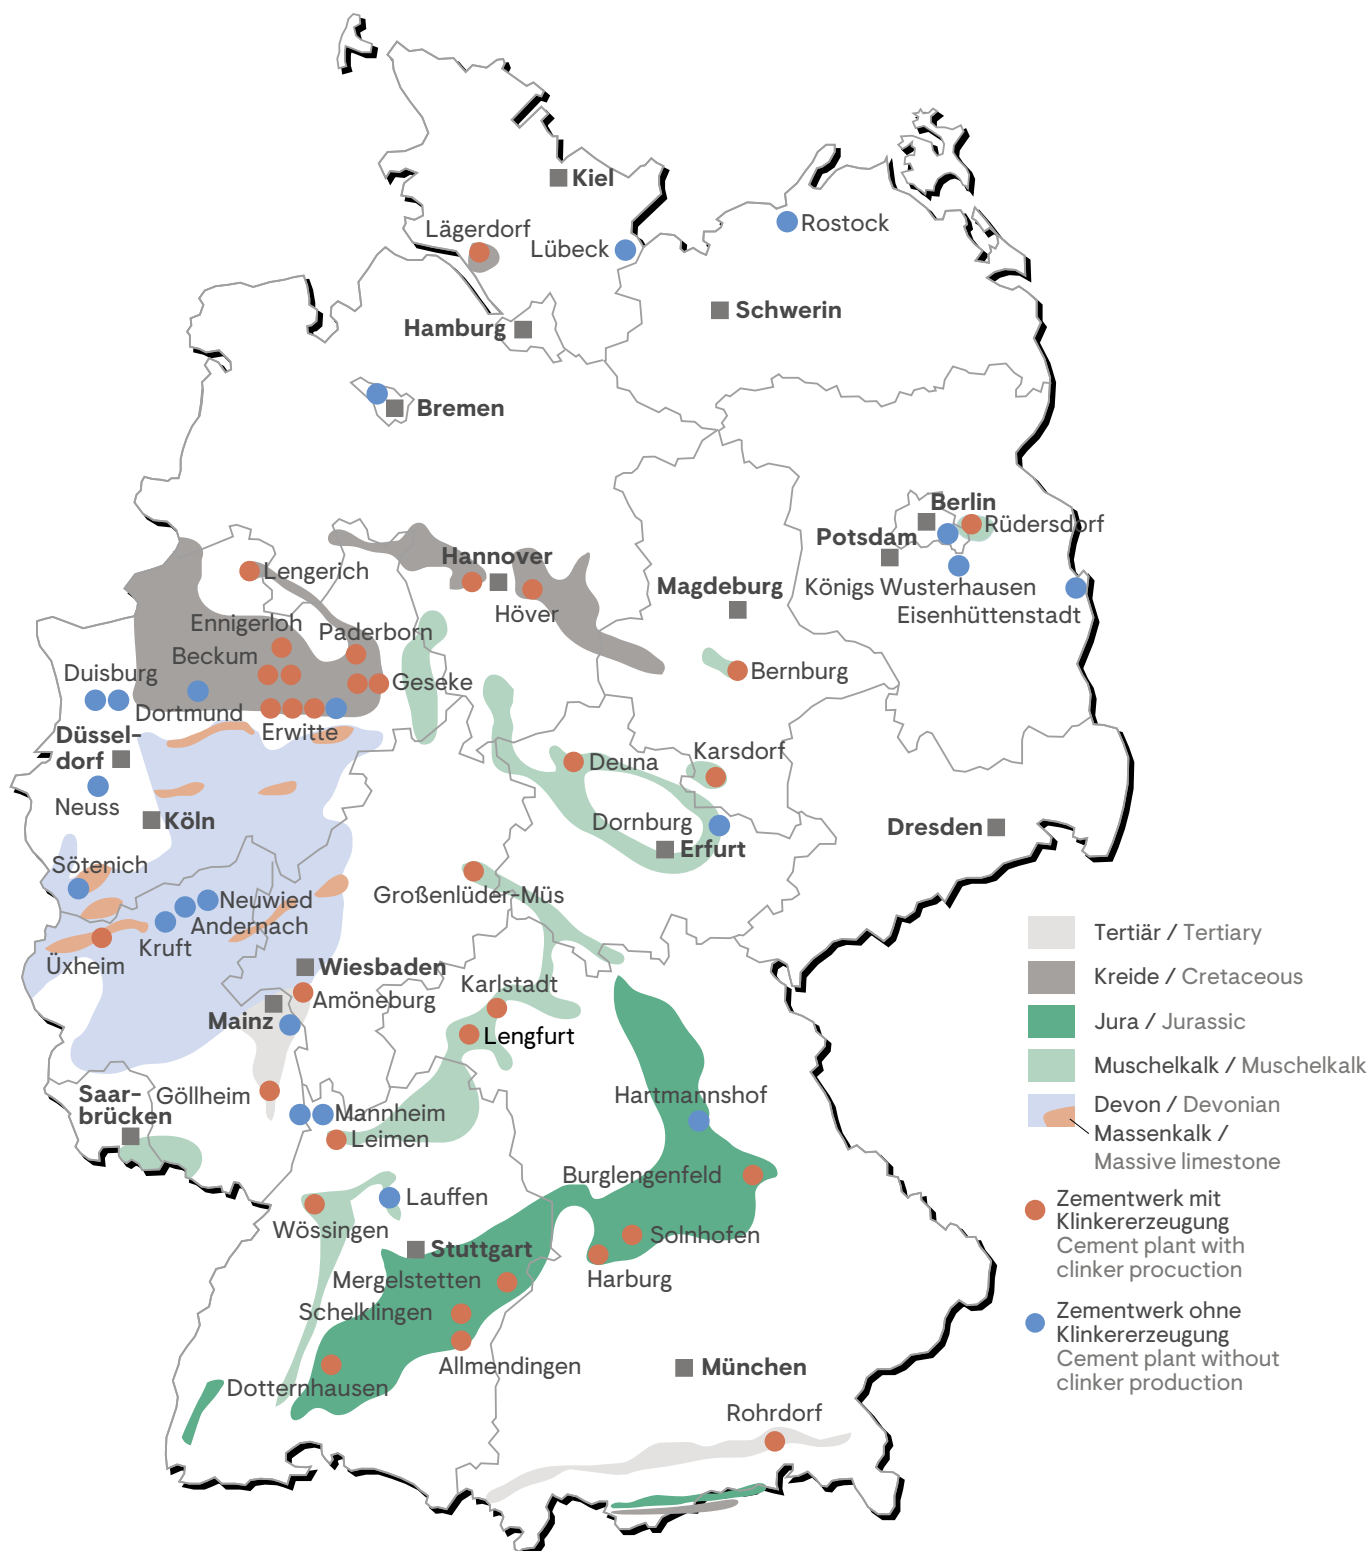 Kiel
Rostock
Lägerdorf
Lübeck
Schwerin
Hamburg
Bremen
Berlin
Rüdersdorf
Potsdam
Hannover
Lengerich
Magdeburg
Königs Wusterhausen
Höver
Eisenhüttenstadt
Ennigerloh
Paderborn
Beckum
Duisburg
Geseke
Bernburg
Dortmund
Erwitte
Düssel-
dorf
Karsdorf
Deuna
Neuss
Köln
Dornburg
Dresden
Erfurt
Sötenich
Großenlüder-Müs
Neuwied
Andernach
Kruft
Üxheim
Wiesbaden
Karlstadt
Amöneburg
Mainz
Lengfurt
Saar-
brücken
Göllheim
Hartmannshof
Mannheim
Leimen
Burglengenfeld
Lauffen
Wössingen
Solnhofen
Stuttgart
Harburg
Mergelstetten
Schelklingen
Allmendingen
München
Dotternhausen
Rohrdorf
Tertiär / Tertiary
Kreide / Cretaceous
Jura / Jurassic
Muschelkalk / Muschelkalk
Devon / Devonian
Massenkalk /
Massive limestone
Zementwerk mit
Klinkererzeugung
Cement plant with
clinker procuction
Zementwerk ohne
Klinkererzeugung
Cement plant without
clinker production